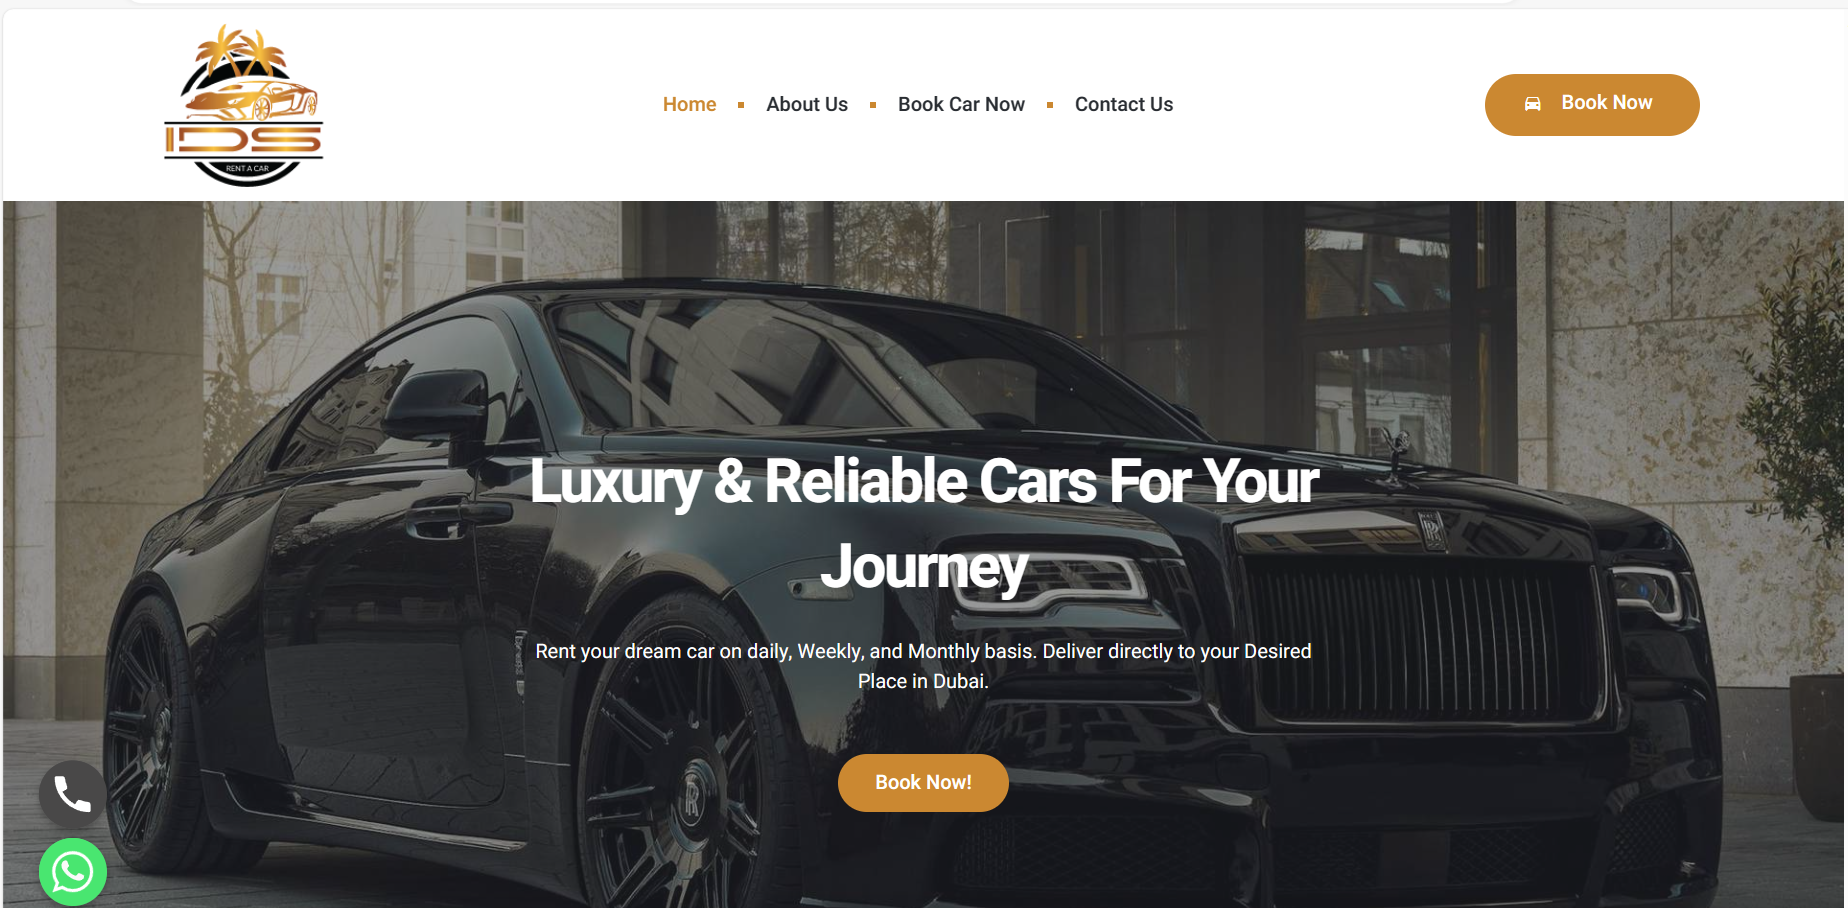 IDS
RENT A CAR
Home
About Us
Book Car Now
Contact Us
Book Now
Luxury & Reliable Cars For Your
Journey
Rent your dream car on daily, Weekly, and Monthly basis. Deliver directly to your Desired
Place in Dubai.
Book Now!